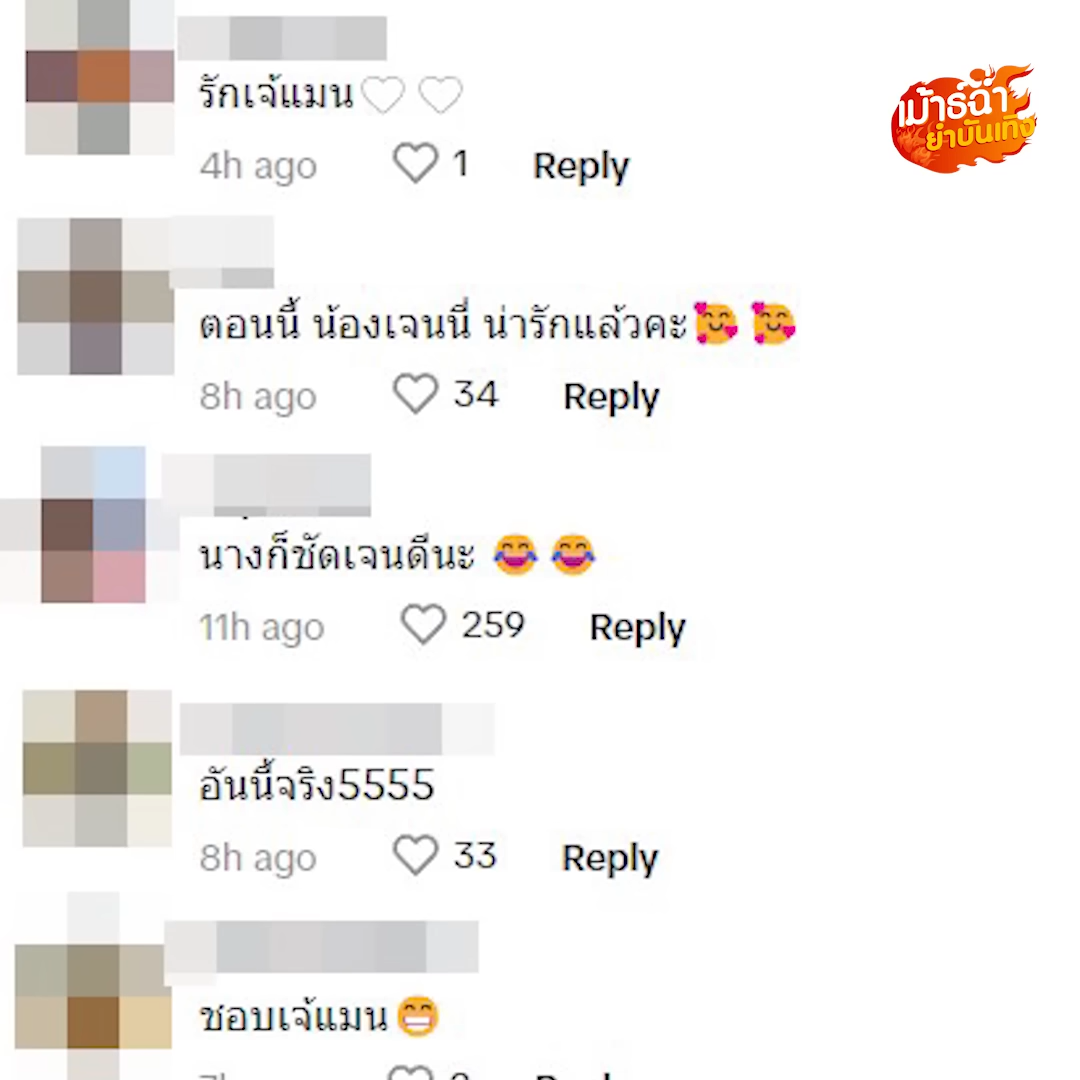 เม้าธ์ฉ่ำ
ยำบันเทิง
รักเจ้แมน🤍🤍
4h ago 1 Reply
ตอนนี้ น้องเจนนี่ น่ารักแล้วคะ🥰🥰
8h ago 34 Reply
นางก็ชัดเจนดีนะ 😂😂
11h ago 259 Reply
อันนี้จริง5555
8h ago 33 Reply
ชอบเจ้แมน😁